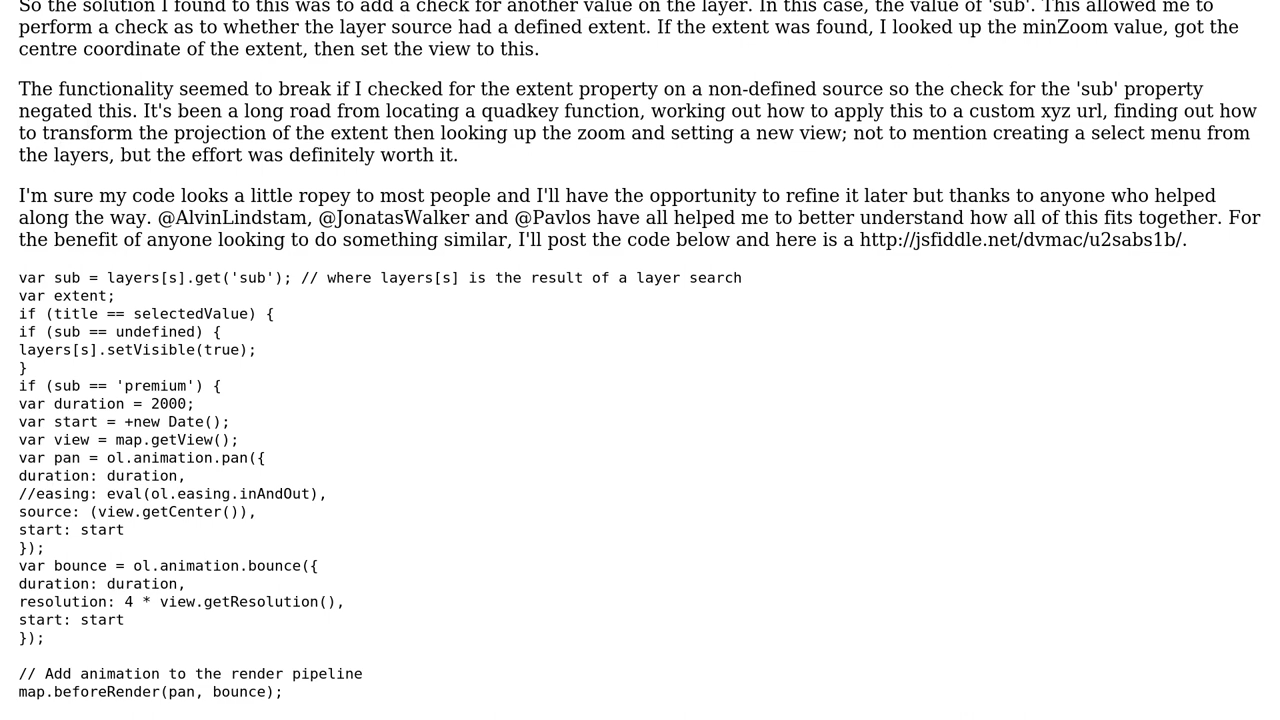 So the solution I found to this was to add a check for another value on the layer. In this case, the value of 'sub'. This allowed me to
perform a check as to whether the layer source had a defined extent. If the extent was found, I looked up the minZoom value, got the
centre coordinate of the extent, then set the view to this.
The functionality seemed to break if I checked for the extent property on a non-defined source so the check for the 'sub' property
negated this. It's been a long road from locating a quadkey function, working out how to apply this to a custom xyz url, finding out how
to transform the projection of the extent then looking up the zoom and setting a new view; not to mention creating a select menu from
the layers, but the effort was definitely worth it.
I'm sure my code looks a little ropey to most people and I'll have the opportunity to refine it later but thanks to anyone who helped
along the way. @AlvinLindstam, @JonatasWalker and @Pavlos have all helped me to better understand how all of this fits together. For
the benefit of anyone looking to do something similar, I'll post the code below and here is a http://jsfiddle.net/dvmac/u2sabs1b/.
var sub = layers[s].get('sub'); // where layers[s] is the result of a layer search
var extent;
if (title == selectedValue) {
if (sub == undefined) {
layers[s].setVisible(true);
}
if (sub == 'premium') {
var duration = 2000;
var start = +new Date();
var view = map.getView();
var pan = ol.animation.pan({
duration: duration,
//easing: eval(ol.easing.inAndOut),
source: (view.getCenter()),
start: start
});
var bounce = ol.animation.bounce({
duration: duration,
resolution: 4 * view.getResolution(),
start: start
});
// Add animation to the render pipeline
map.beforeRender(pan, bounce);